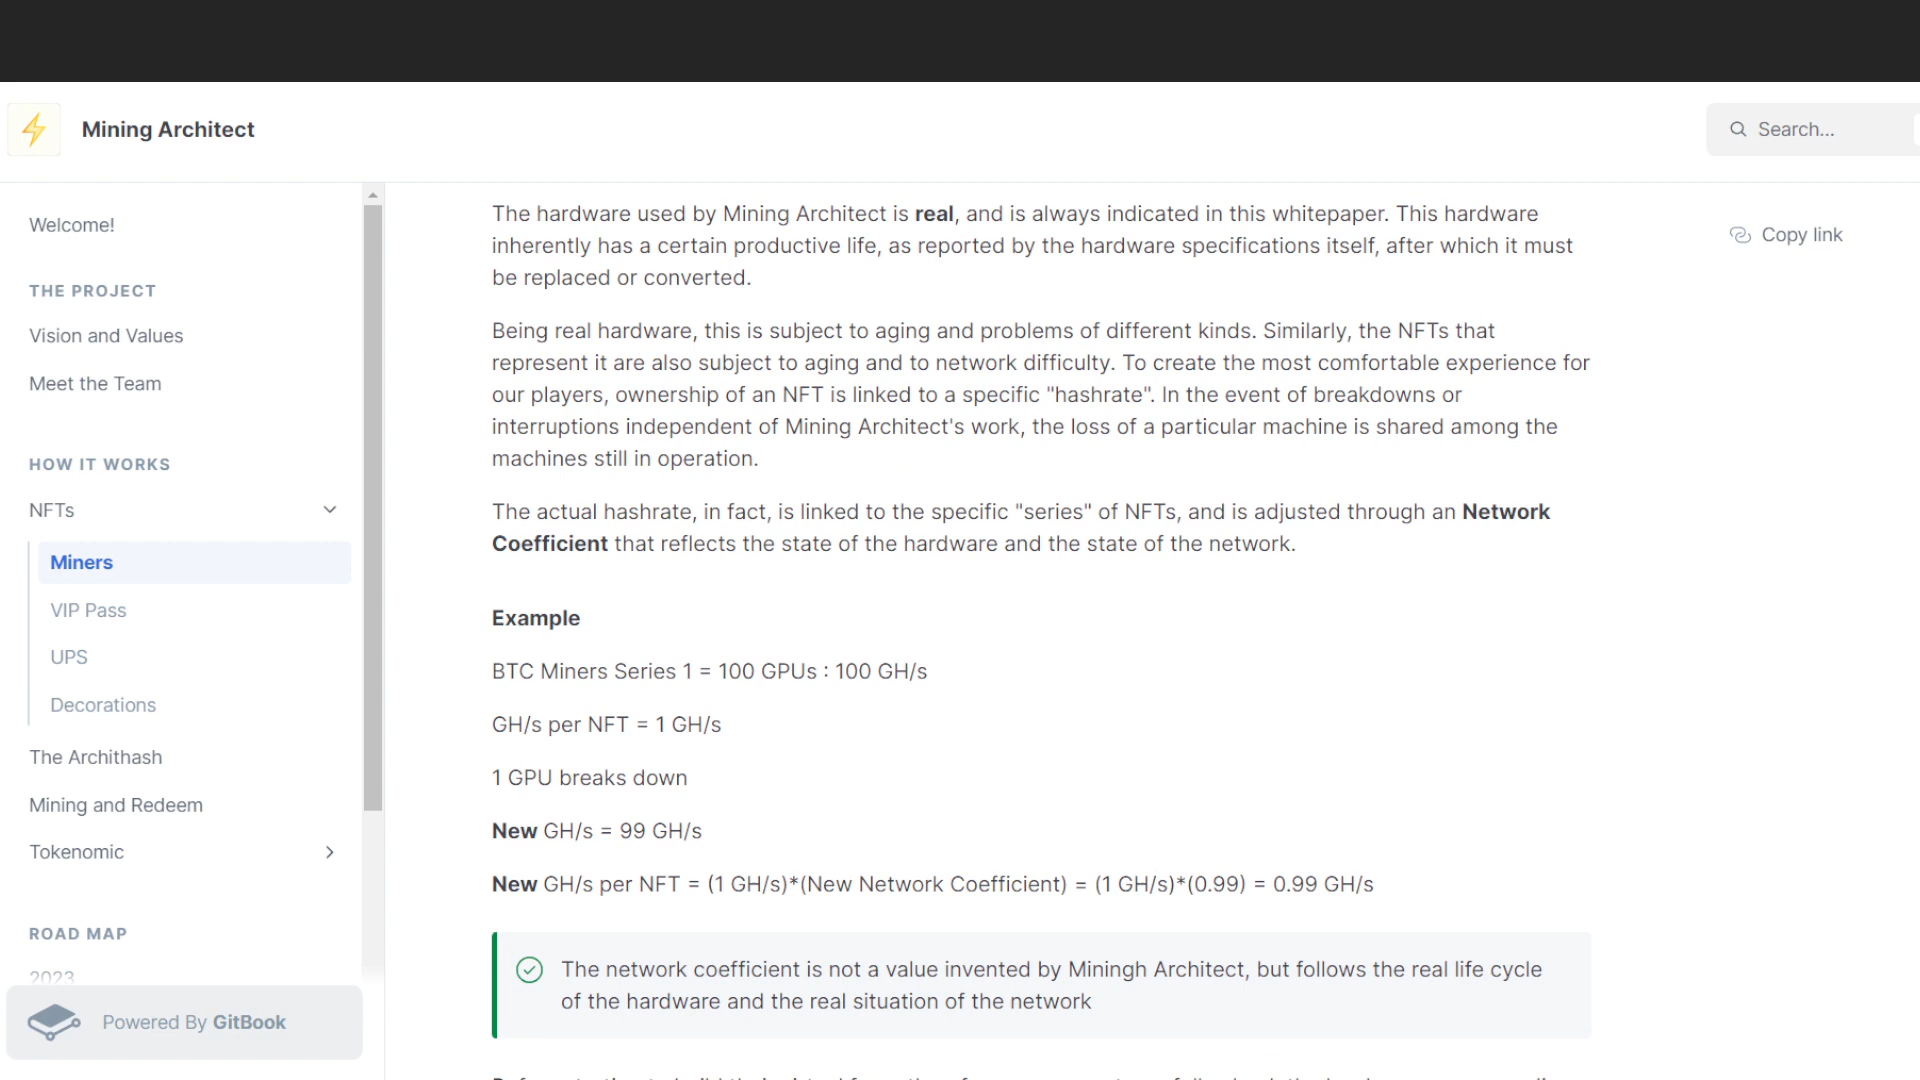 Mining Architect
Search...
Welcome!
THE PROJECT
Vision and Values
Meet the Team
HOW IT WORKS
NFTs
Miners
VIP Pass
UPS
Decorations
The Archithash
Mining and Redeem
Tokenomic
ROAD MAP
2023
Powered By GitBook
The hardware used by Mining Architect is real, and is always indicated in this whitepaper. This hardware
inherently has a certain productive life, as reported by the hardware specifications itself, after which it must
be replaced or converted.
Being real hardware, this is subject to aging and problems of different kinds. Similarly, the NFTs that
represent it are also subject to aging and to network difficulty. To create the most comfortable experience for
our players, ownership of an NFT is linked to a specific "hashrate". In the event of breakdowns or
interruptions independent of Mining Architect's work, the loss of a particular machine is shared among the
machines still in operation.
The actual hashrate, in fact, is linked to the specific "series" of NFTs, and is adjusted through an Network
Coefficient that reflects the state of the hardware and the state of the network.
Example
BTC Miners Series 1 = 100 GPUs : 100 GH/s
GH/s per NFT = 1 GH/s
1 GPU breaks down
New GH/s = 99 GH/s
New GH/s per NFT = (1 GH/s)*(New Network Coefficient) = (1 GH/s)*(0.99) = 0.99 GH/s
The network coefficient is not a value invented by Miningh Architect, but follows the real life cycle
of the hardware and the real situation of the network
Copy link